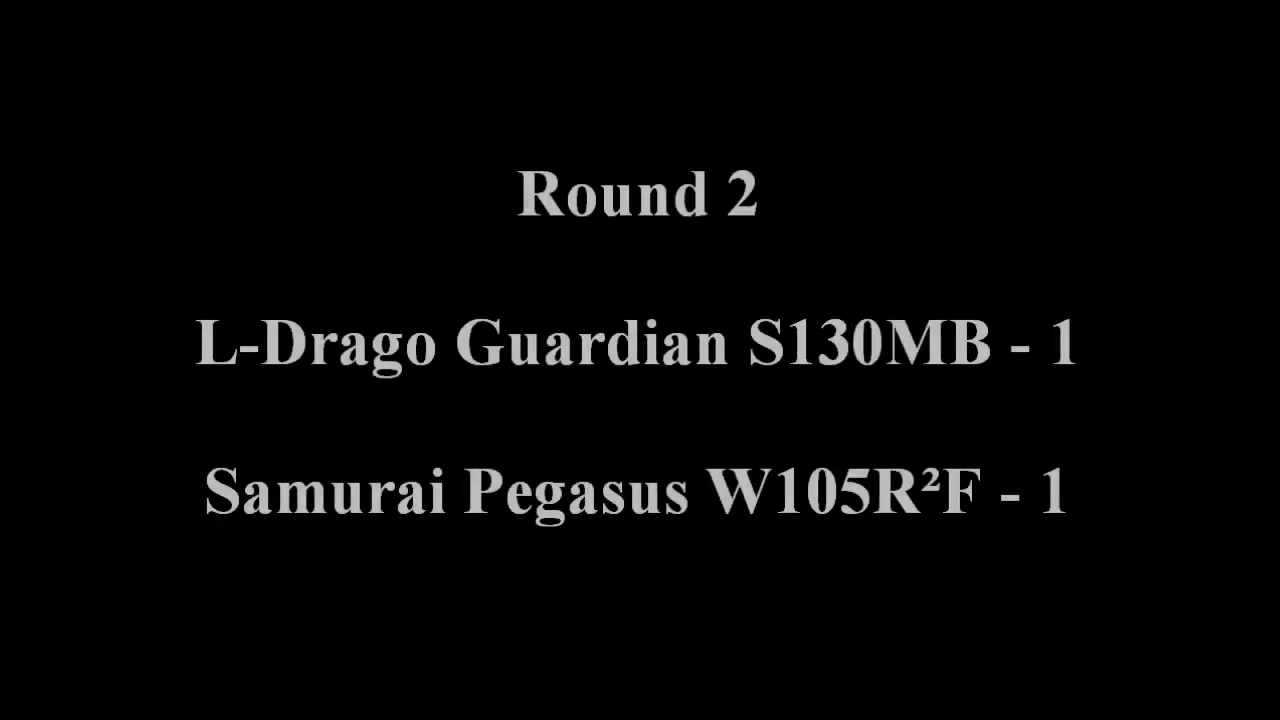 Round 2
L-Drago Guardian S130MB - 1
Samurai Pegasus W105R²F - 1